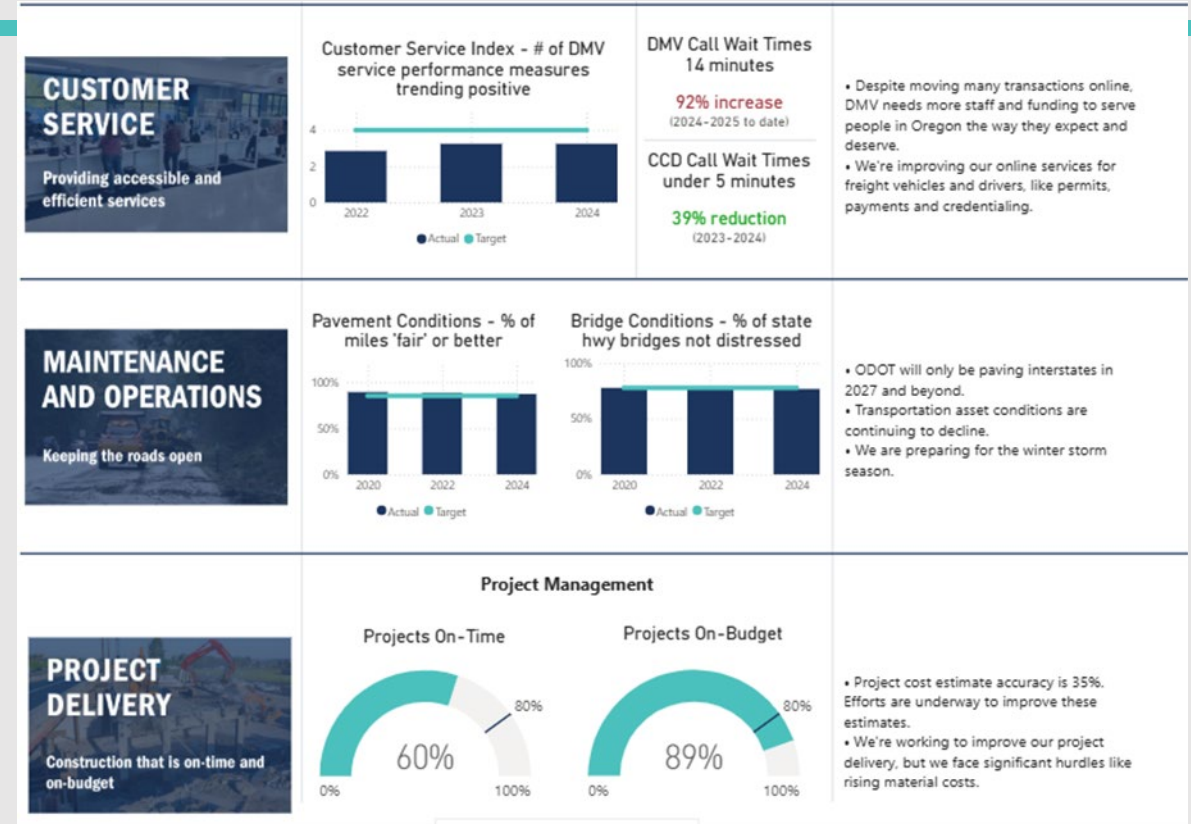 CUSTOMER
SERVICE
Providing accessible and
efficient services
Customer Service Index - # of DMV
service performance measures
trending positive
4
2
0
2022
2023
2024
Actual
Target
DMV Call Wait Times
14 minutes
92% increase
(2024-2025 to date)
CCD Call Wait Times
under 5 minutes
39% reduction
(2023-2024)
• Despite moving many transactions online,
DMV needs more staff and funding to serve
people in Oregon the way they expect and
deserve.
• We're improving our online services for
freight vehicles and drivers, like permits,
payments and credentialing.
MAINTENANCE
AND OPERATIONS
Keeping the roads open
Pavement Conditions - % of
miles 'fair' or better
100%
50%
0%
2020
2022
2024
Actual
Target
Bridge Conditions - % of state
hwy bridges not distressed
100%
50%
0%
2020
2022
2024
Actual
Target
• ODOT will only be paving interstates in
2027 and beyond.
• Transportation asset conditions are
continuing to decline.
• We are preparing for the winter storm
season.
PROJECT
DELIVERY
Construction that is on-time and
on-budget
Project Management
Projects On-Time
80%
60%
0%
100%
Projects On-Budget
80%
89%
0%
100%
• Project cost estimate accuracy is 35%.
Efforts are underway to improve these
estimates.
• We're working to improve our project
delivery, but we face significant hurdles like
rising material costs.